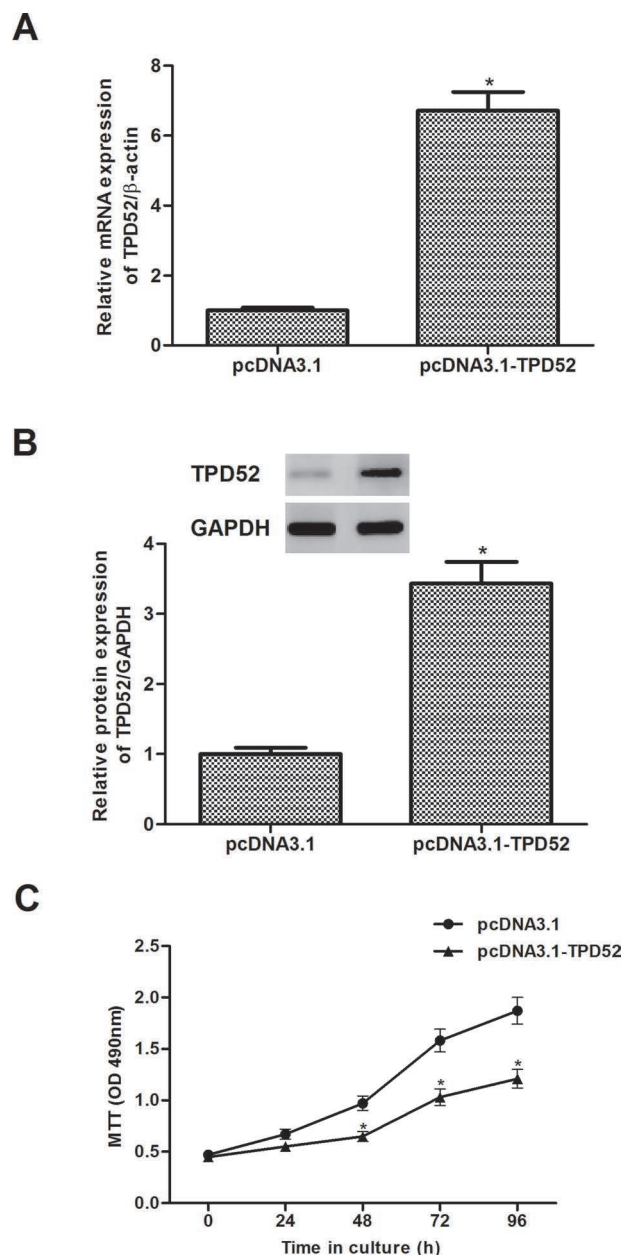 A
Relative mRNA expression
of TPD52/β-actin
8
6
4
2
0
*
pcDNA3.1
pcDNA3.1-TPD52
B
TPD52
GAPDH
Relative protein expression
of TPD52/GAPDH
4
3
2
1
0
*
pcDNA3.1
pcDNA3.1-TPD52
C
pcDNA3.1
pcDNA3.1-TPD52
MTT (OD 490nm)
2.5
2.0
1.5
1.0
0.5
0.0
*
*
*
0 24 48 72 96
Time in culture (h)